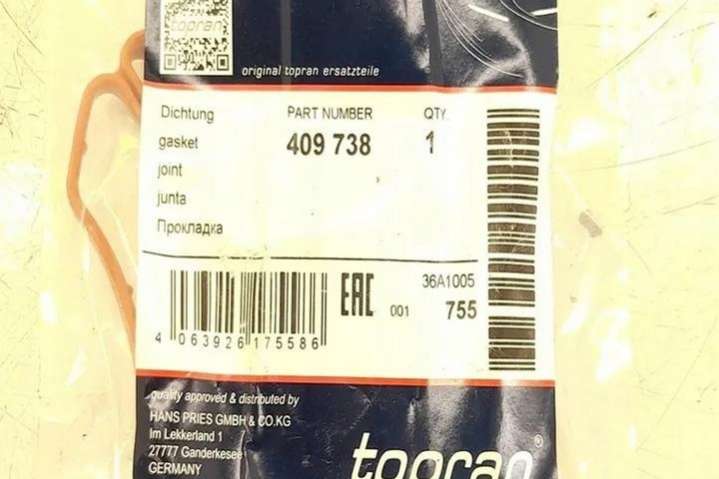 topran
original topran ersatzteile
Dichtung
gasket
joint
junta
Прокладка
PART NUMBER
409 738
QTY.
1
4 063926 175586
EAC
001
36A1005
755
quality approved & distributed by
HANS PRIES GMBH & CO.KG
Im Lekkerland 1
27777 Ganderkesee
GERMANY
topran®